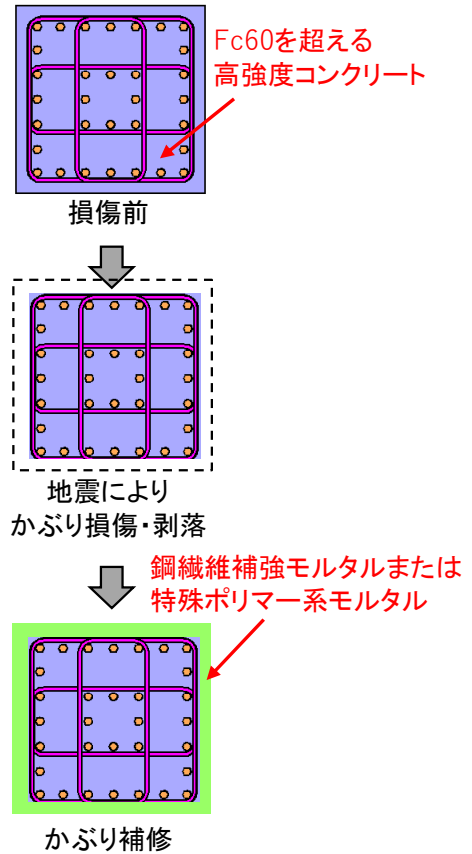 Fc60を超える
高強度コンクリート
損傷前
地震により
かぶり損傷・剥落
鋼繊維補強モルタルまたは
特殊ポリマー系モルタル
かぶり補修